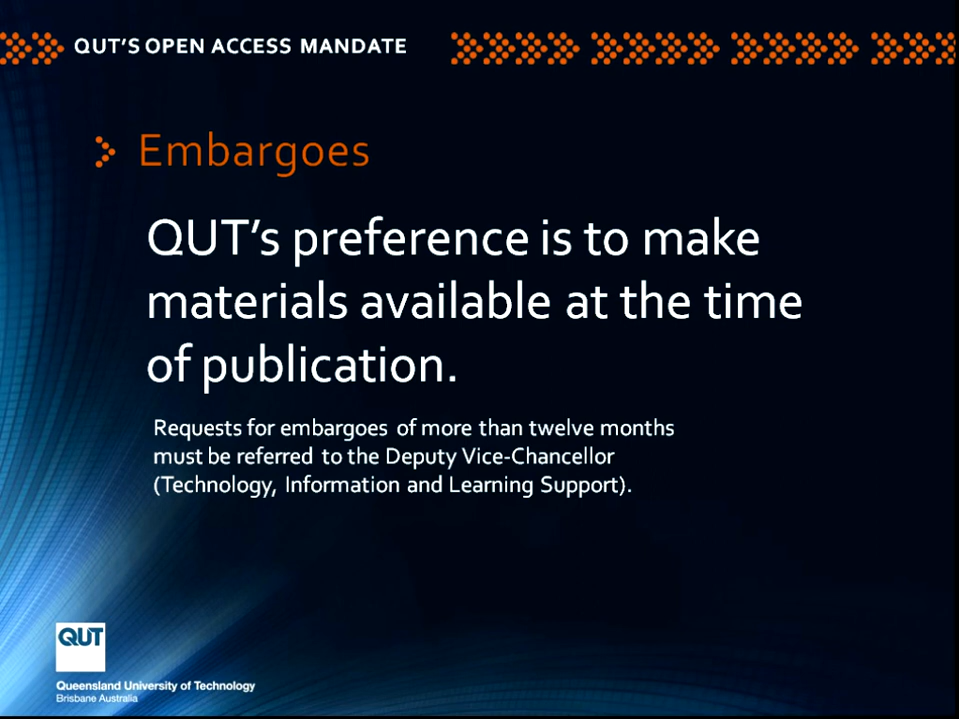 QUT’S OPEN ACCESS MANDATE
Embargoes
QUT’s preference is to make
materials available at the time
of publication.
Requests for embargoes of more than twelve months
must be referred to the Deputy Vice-Chancellor
(Technology, Information and Learning Support).
QUT
Queensland University of Technology
Brisbane Australia